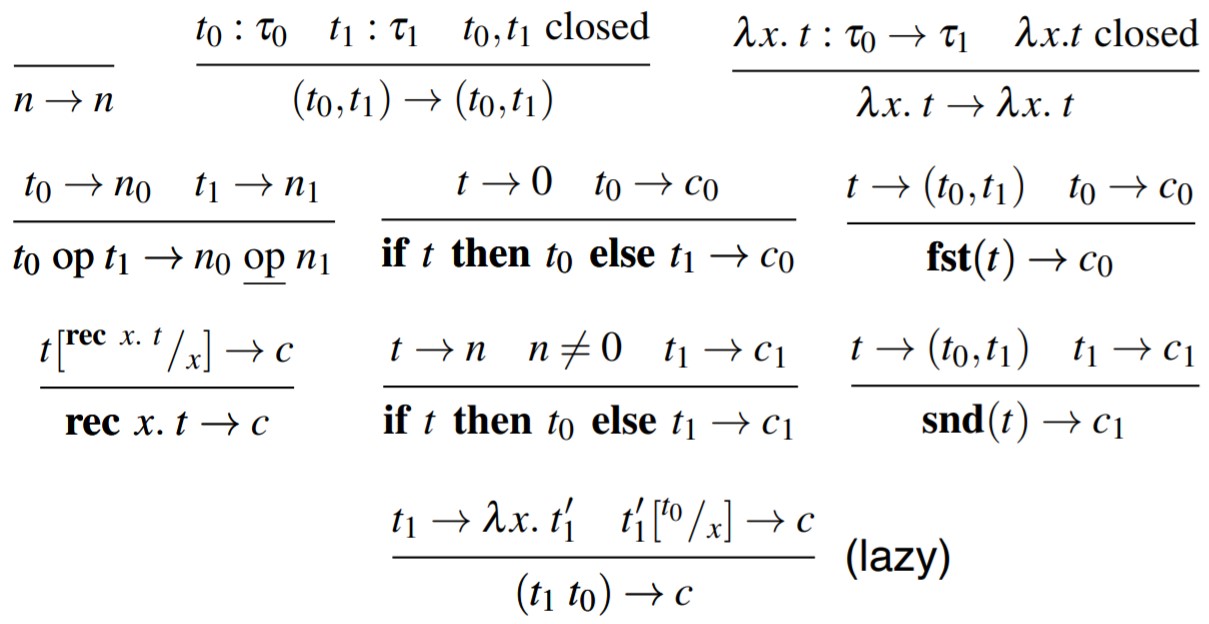 t₀ : τ₀ t₁ : τ₁ t₀,t₁ closed λx. t : τ₀ → τ₁ λx.t closed
n → n (t₀,t₁) → (t₀,t₁) λx. t → λx. t
t₀ → n₀ t₁ → n₁ t → 0 t₀ → c₀ t → (t₀,t₁) t₀ → c₀
t₀ op t₁ → n₀ op n₁ if t then t₀ else t₁ → c₀ fst(t) → c₀
t[rec x. t/x] → c t → n n ≠ 0 t₁ → c₁ t → (t₀,t₁) t₁ → c₁
rec x. t → c if t then t₀ else t₁ → c₁ snd(t) → c₁
t₁ → λx. t₁′ t₁′[t₀/x] → c (lazy)
(t₁ t₀) → c